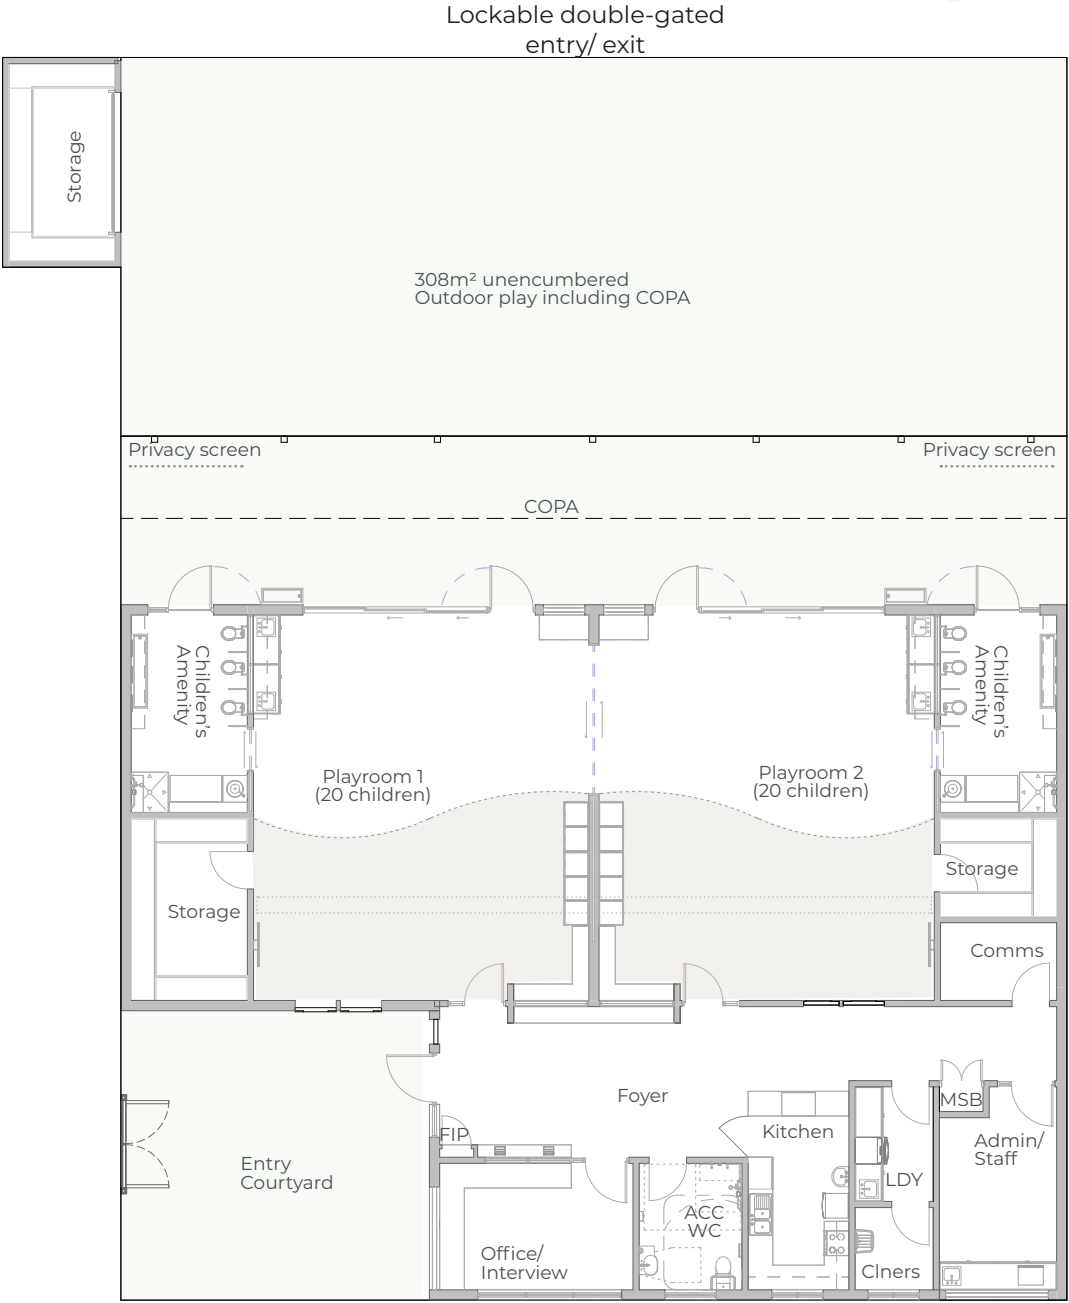 Lockable double-gated
entry/ exit
Storage
308m² unencumbered
Outdoor play including COPA
Privacy screen
Privacy screen
COPA
Children's
Amenity
Children's
Amenity
Playroom 1
(20 children)
Playroom 2
(20 children)
Storage
Storage
Comms
Foyer
MSB
FIP
Kitchen
Admin/
Staff
Entry
Courtyard
LDY
ACC
WC
Office/
Interview
Clners